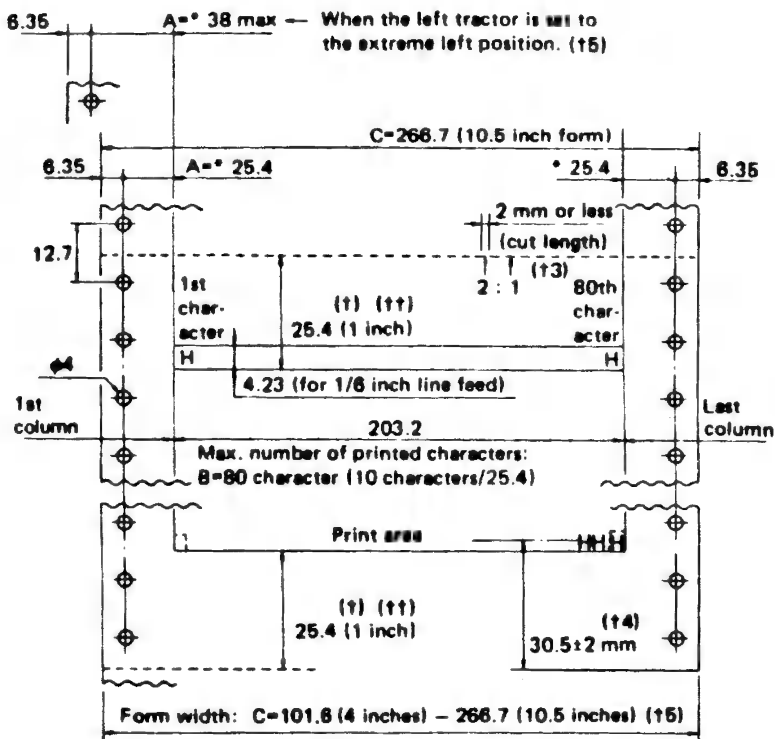 6.35 A=* 38 max — When the left tractor is set to
the extreme left position. (†5)
C=266.7 (10.5 inch form)
6.35 A=* 25.4 * 25.4 6.35
2 mm or less
(cut length)
12.7
(†3)
2 : 1
1st
char-
acter
H
(†) (††)
25.4 (1 inch)
80th
char-
acter
H
ϕ4
4.23 (for 1/6 inch line feed)
1st
column
203.2
Last
column
Max. number of printed characters:
B=80 character (10 characters/25.4)
Print area
HHH
(†) (††)
25.4 (1 inch)
(†4)
30.5±2 mm
Form width: C=101.6 (4 inches) – 266.7 (10.5 inches) (†5)